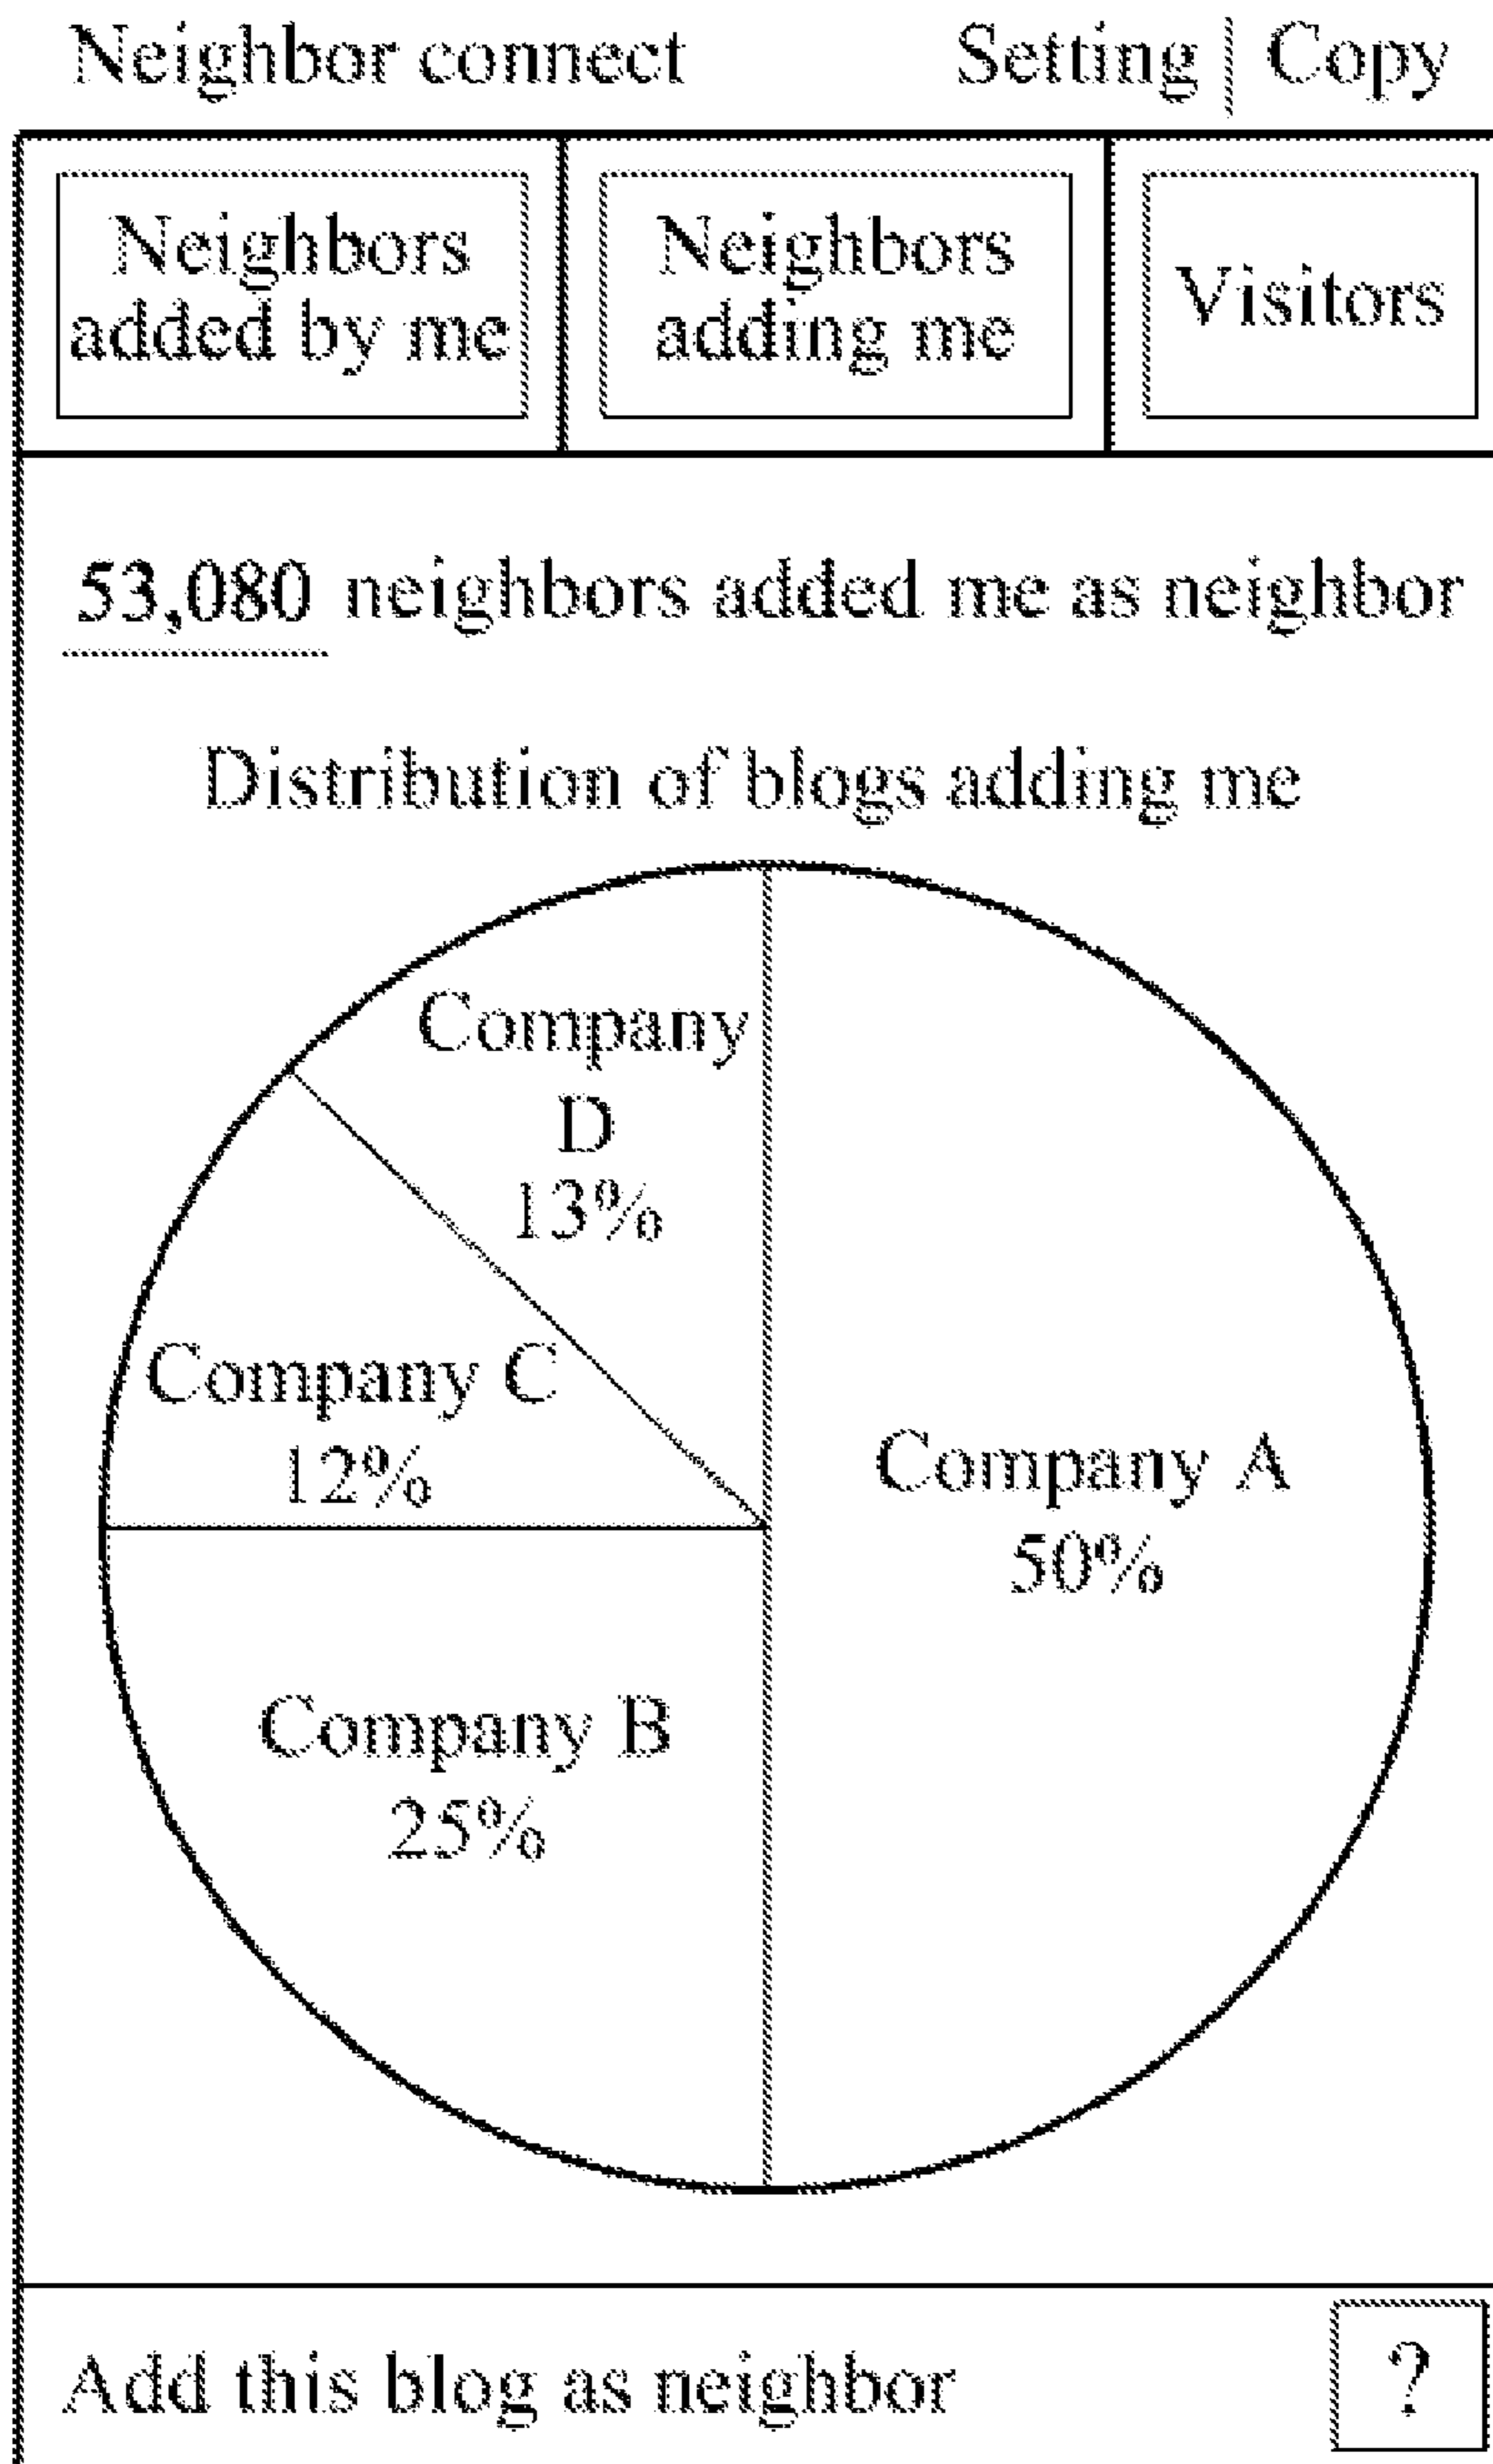 Neighbor connect Setting | Copy
Neighbors
added by me
Neighbors
adding me
Visitors
53,080 neighbors added me as neighbor
Distribution of blogs adding me
Company
D
13%
Company C
12%
Company A
50%
Company B
25%
Add this blog as neighbor ?